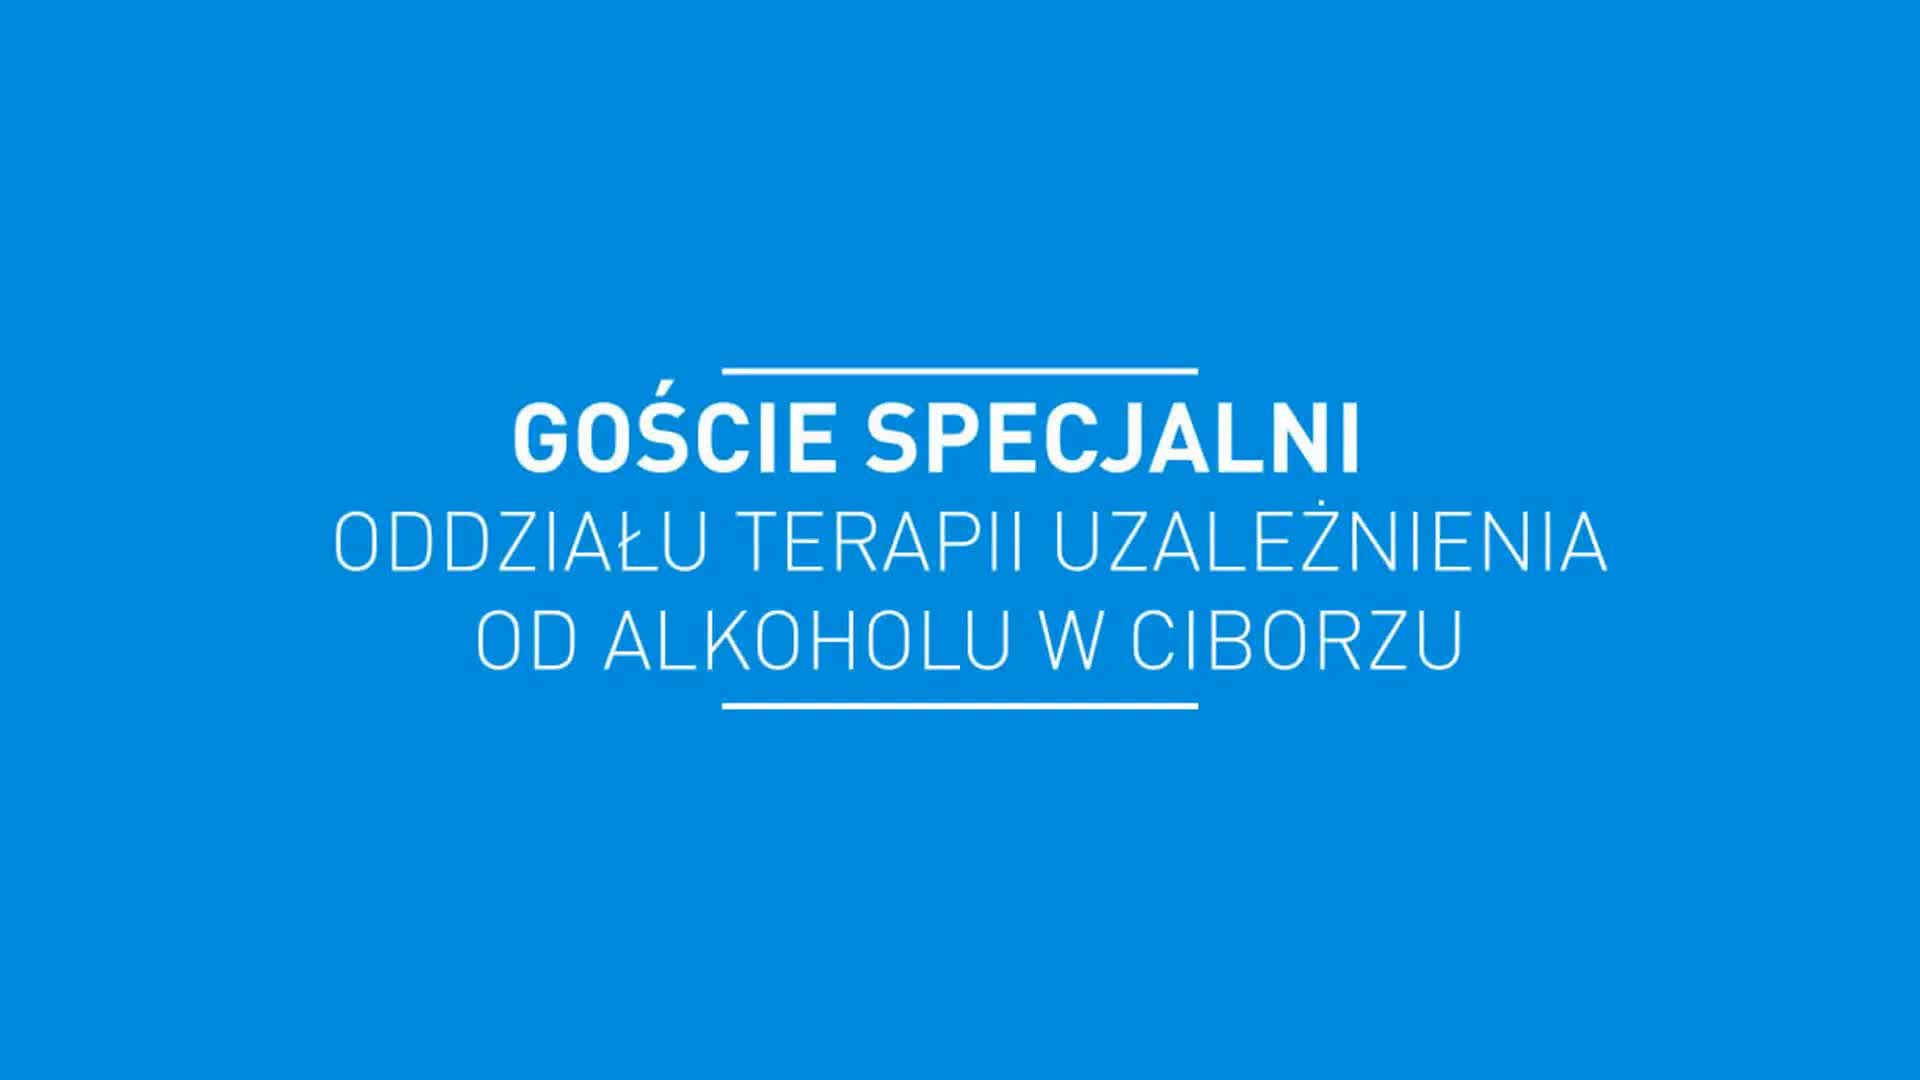 GOŚCIE SPECJALNI
ODDZIAŁU TERAPII UZALEŻNIENIA
OD ALKOHOLU W CIBORZU